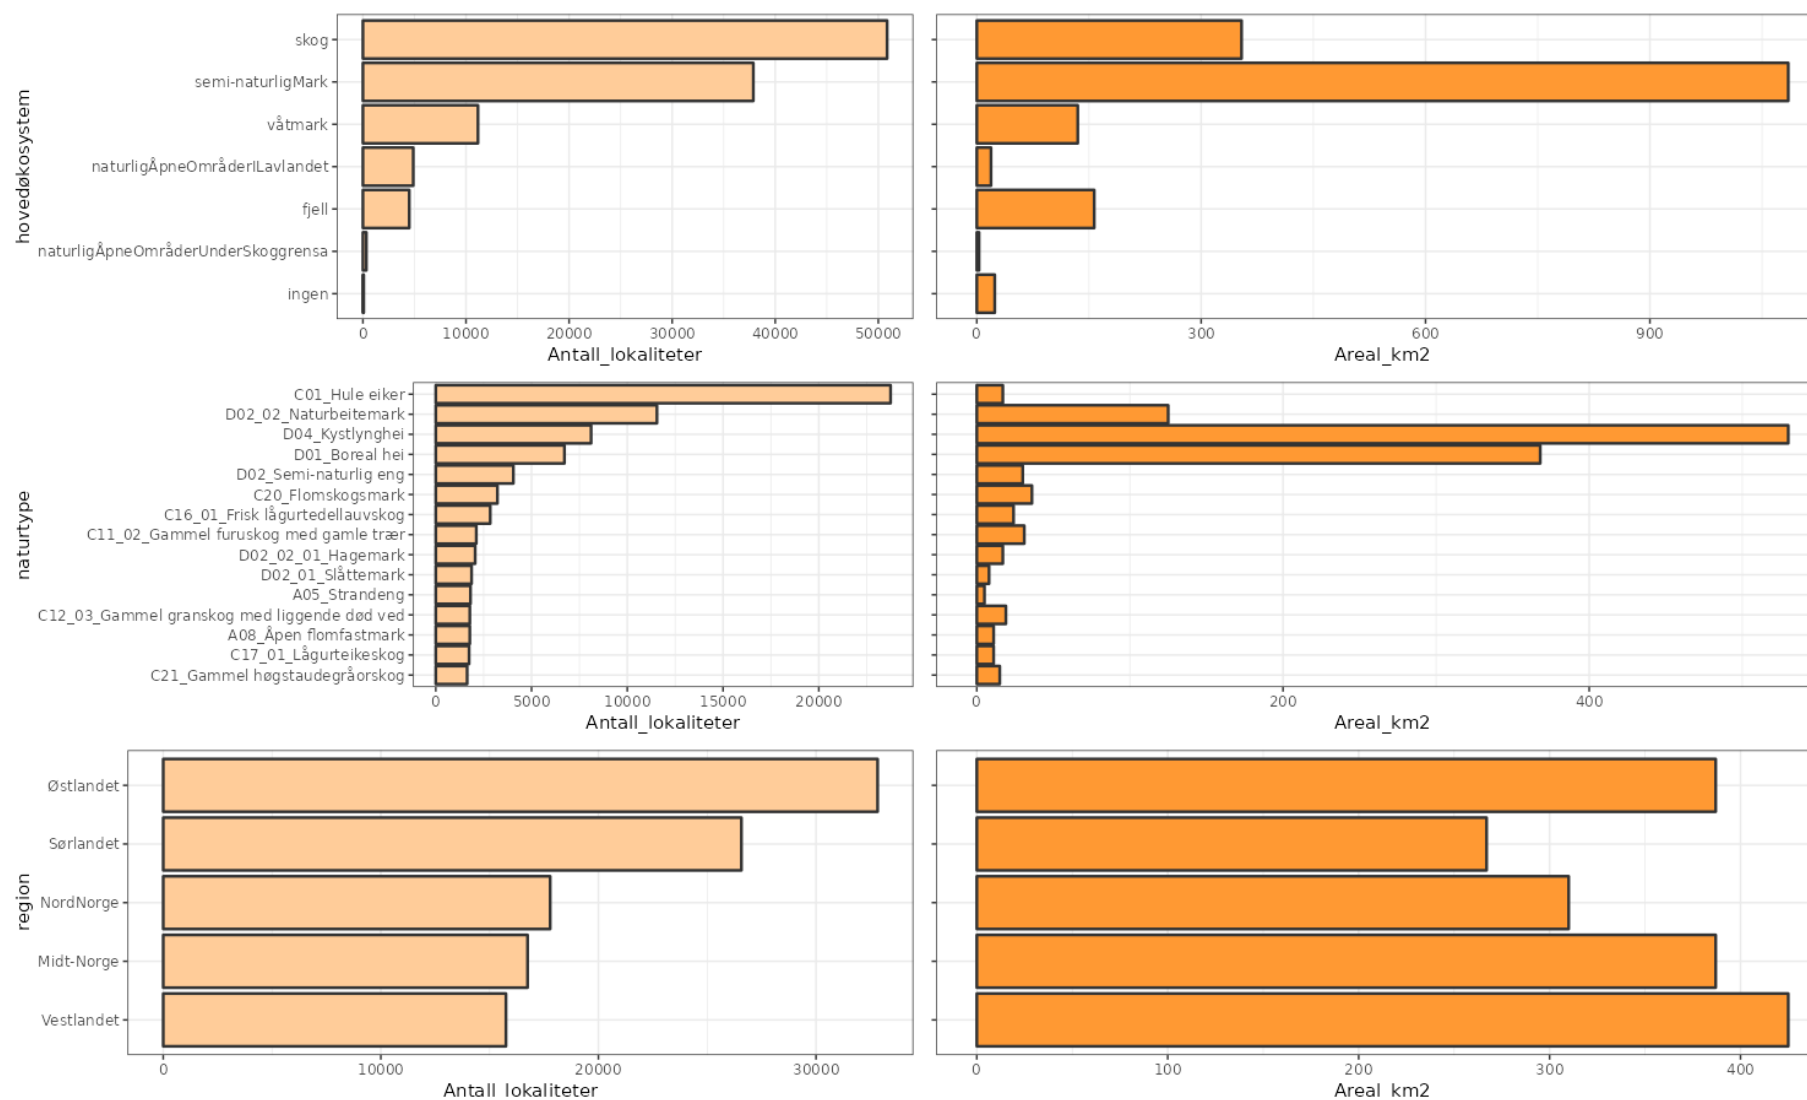 hovedøkosystem
skog
semi-naturligMark
våtmark
naturligÅpneOmråderILavlandet
fjell
naturligÅpneOmråderUnderSkoggrensa
ingen
0 10000 20000 30000 40000 50000
Antall_lokaliteter
0 300 600 900
Areal_km2
naturtype
C01_Hule eiker
D02_02_Naturbeitemark
D04_Kystlynghei
D01_Boreal hei
D02_Semi-naturlig eng
C20_Flomskogsmark
C16_01_Frisk lågurtedellauvskog
C11_02_Gammel furuskog med gamle trær
D02_02_01_Hagemark
D02_01_Slåttemark
A05_Strandeng
C12_03_Gammel granskog med liggende død ved
A08_Åpen flomfastmark
C17_01_Lågurteikeskog
C21_Gammel høgstaudegråorskog
0 5000 10000 15000 20000
Antall_lokaliteter
0 200 400
Areal_km2
region
Østlandet
Sørlandet
NordNorge
Midt-Norge
Vestlandet
0 10000 20000 30000
Antall_lokaliteter
0 100 200 300 400
Areal_km2